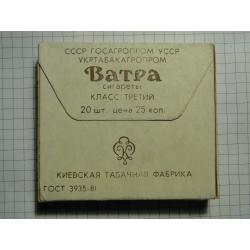 СССР ГОСАГРОПРОМ УССР
УКРТАБАКАГРОПРОМ
Ватра
сигареты
КЛАСС ТРЕТИЙ
20 шт. цена 25 коп.
КИЕВСКАЯ ТАБАЧНАЯ ФАБРИКА
ГОСТ 3935-81